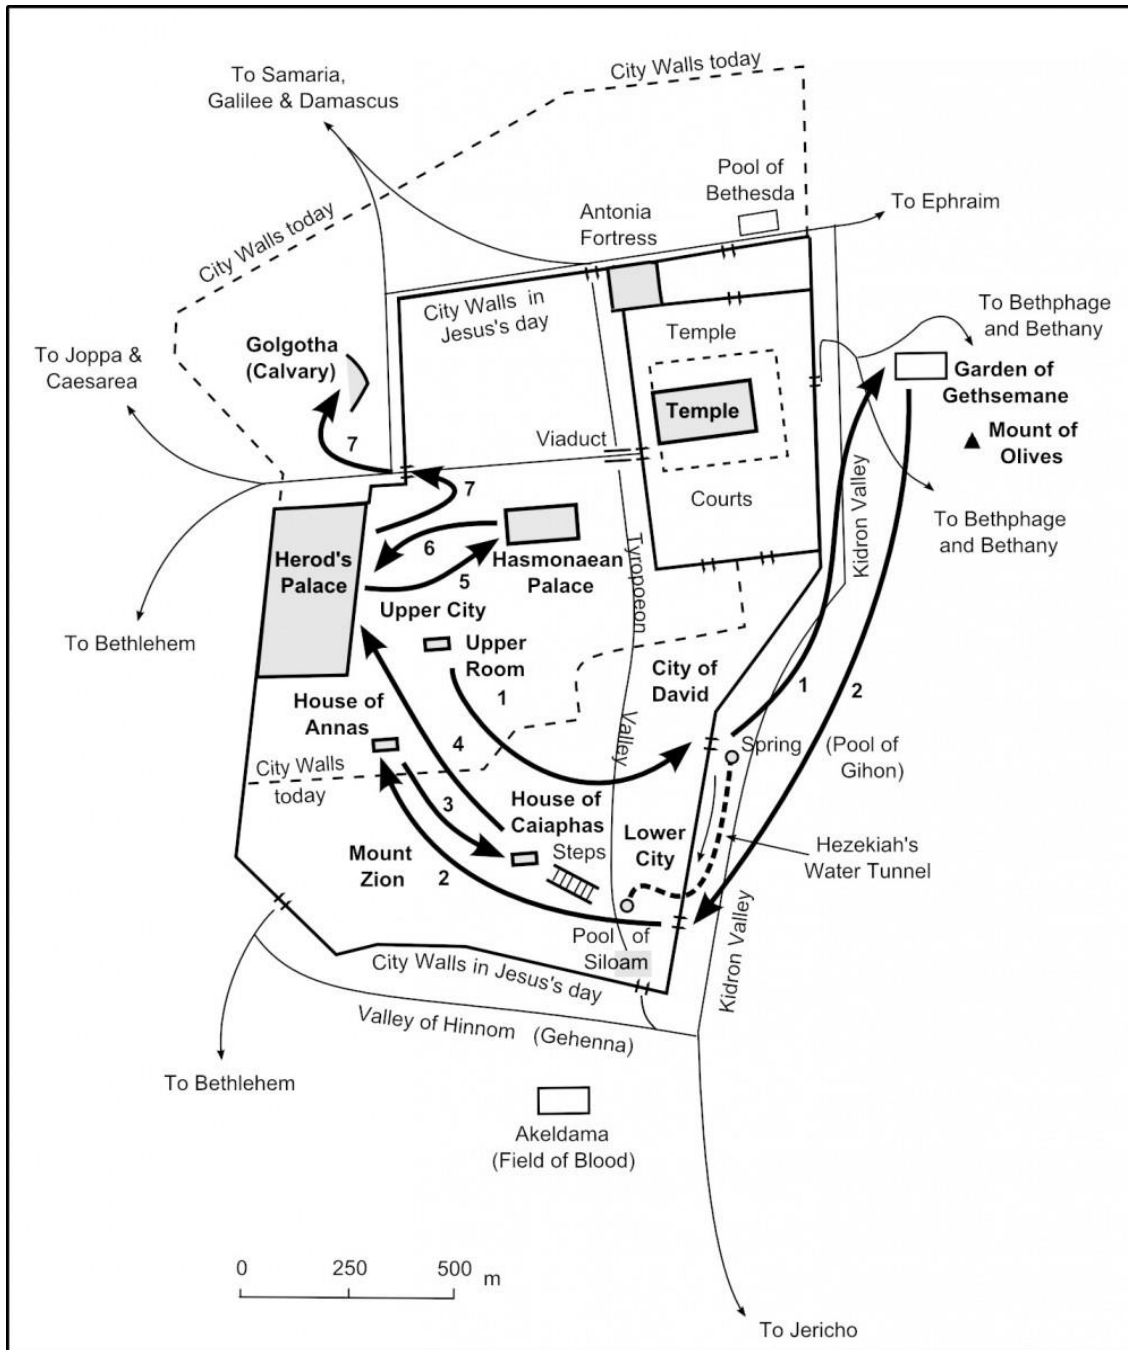 City Walls today
To Samaria,
Galilee & Damascus
Pool of
Bethesda
To Ephraim
Antonia
Fortress
City Walls today
City Walls in
Jesus's day
To Bethphage
and Bethany
Temple
Golgotha
(Calvary)
To Joppa &
Caesarea
Garden of
Gethsemane
Temple
Mount of
Olives
Viaduct
7
Courts
Kidron Valley
7
To Bethphage
and Bethany
6
Herod's
Palace
Hasmonaean
Palace
5
Tyropoeon
Upper City
To Bethlehem
Upper
Room
City of
David
1
1
2
House of
Annas
Valley
4
Spring (Pool of
Gihon)
City Walls
today
3
House of
Caiaphas
Lower
City
Hezekiah's
Water Tunnel
Steps
Mount
Zion
2
Pool of
Siloam
Kidron Valley
City Walls in Jesus's day
Valley of Hinnom (Gehenna)
To Bethlehem
Akeldama
(Field of Blood)
0 250 500 m
To Jericho